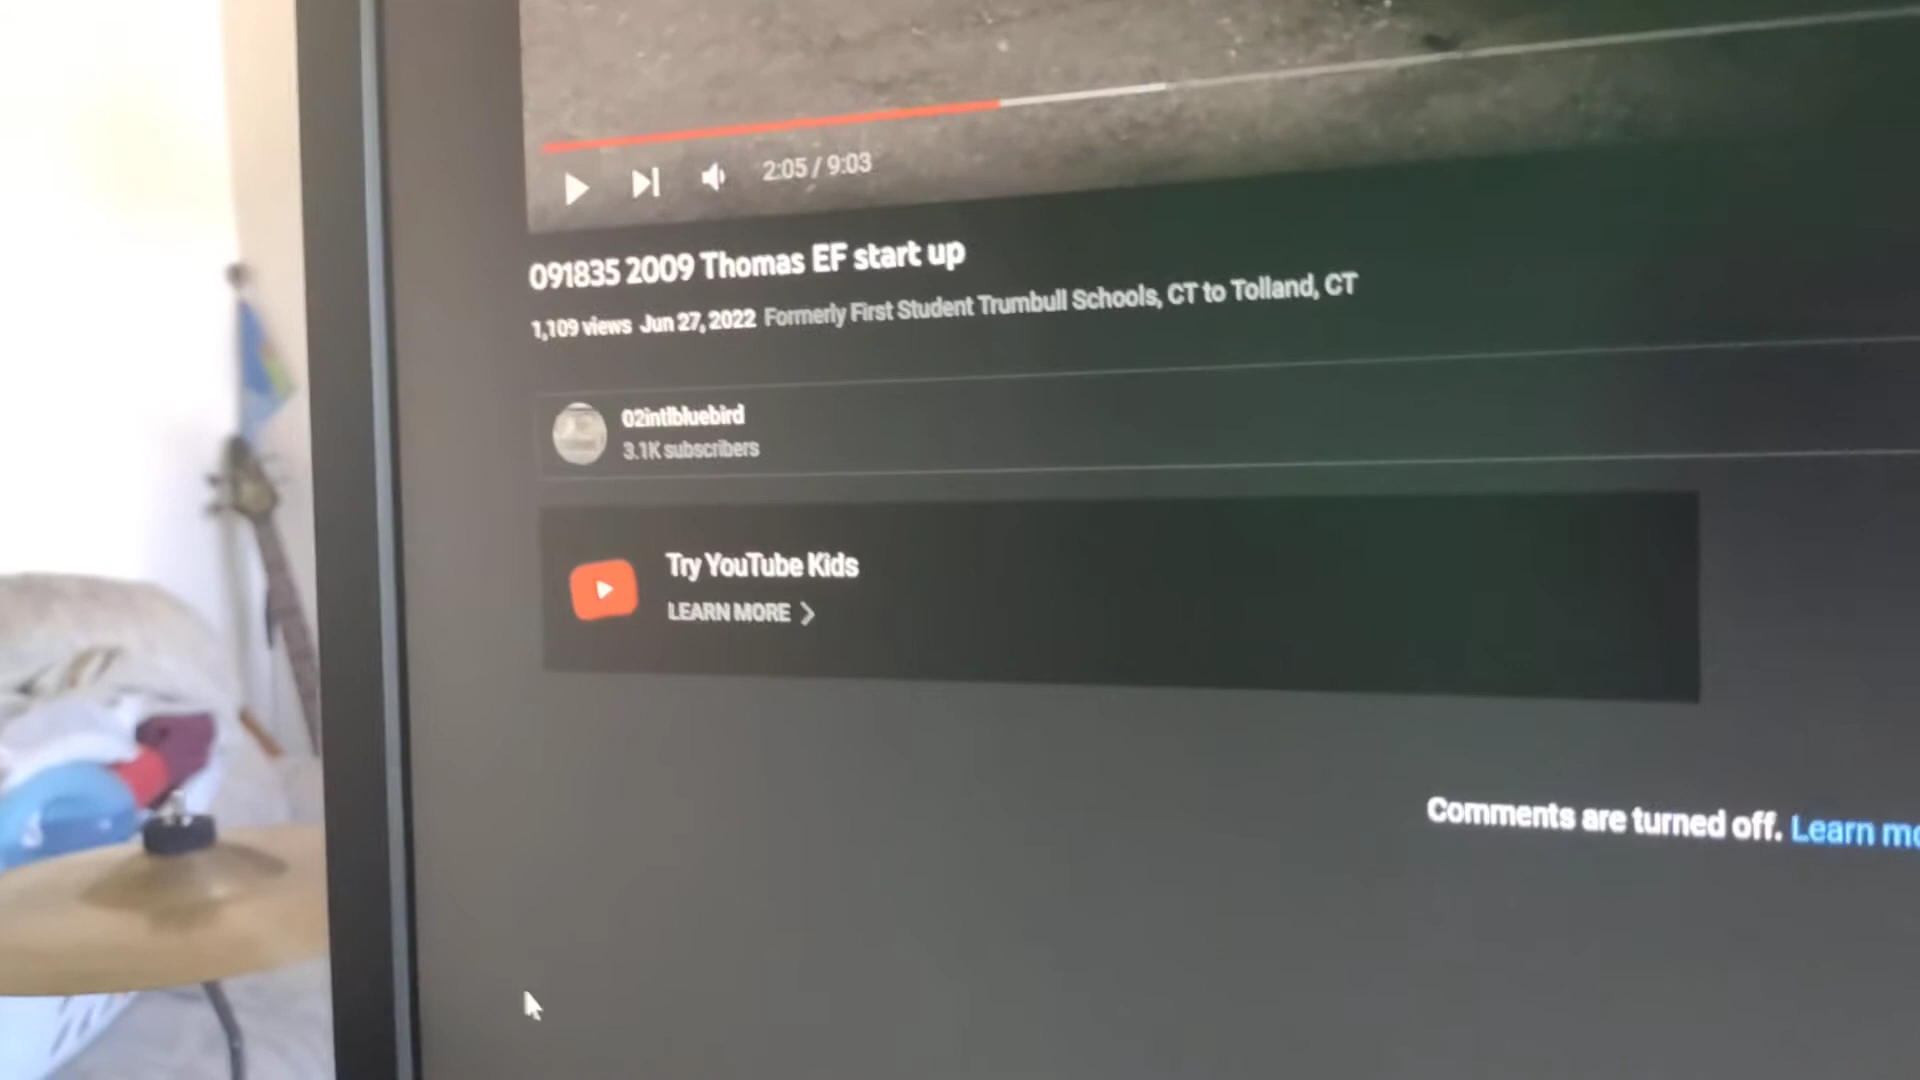 2:05 / 9:03
091835 2009 Thomas EF start up
1,109 views Jun 27, 2022 Formerly First Student Trumbull Schools, CT to Tolland, CT
02intlbluebird
3.1K subscribers
Try YouTube Kids
LEARN MORE
Comments are turned off. Learn mo